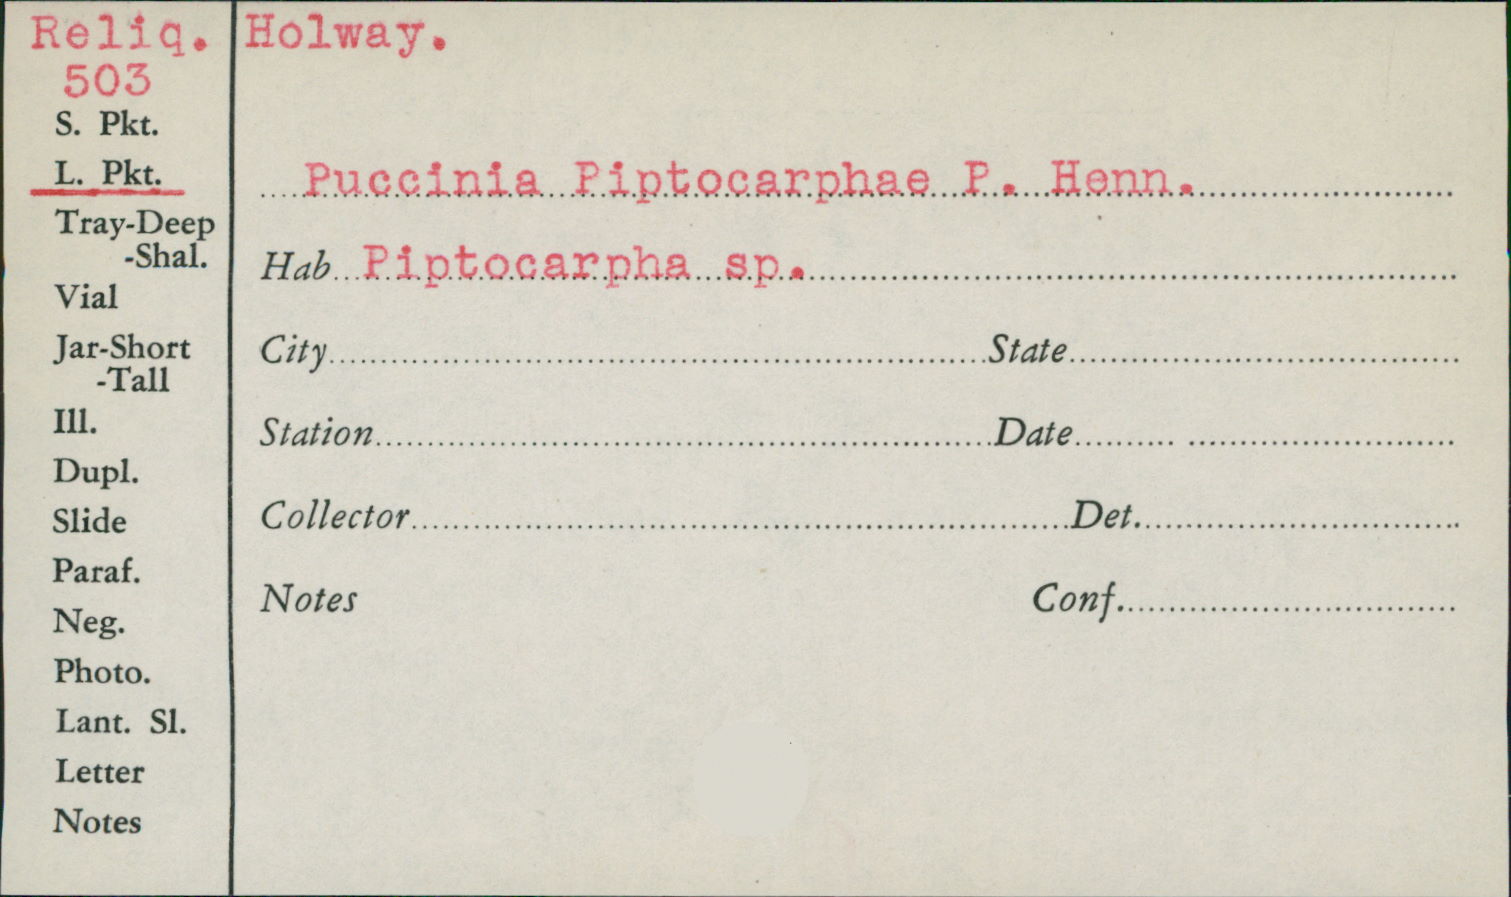 Reliq. Holway.
503
S. Pkt.
L. Pkt.
Puccinia Piptocarphae P. Henn.
Tray-Deep
-Shal.
Hab Piptocarpha sp.
Vial
Jar-Short
-Tall
City State
Ill.
Station Date
Dupl.
Slide
Collector Det.
Paraf.
Notes Conf.
Neg.
Photo.
Lant. Sl.
Letter
Notes